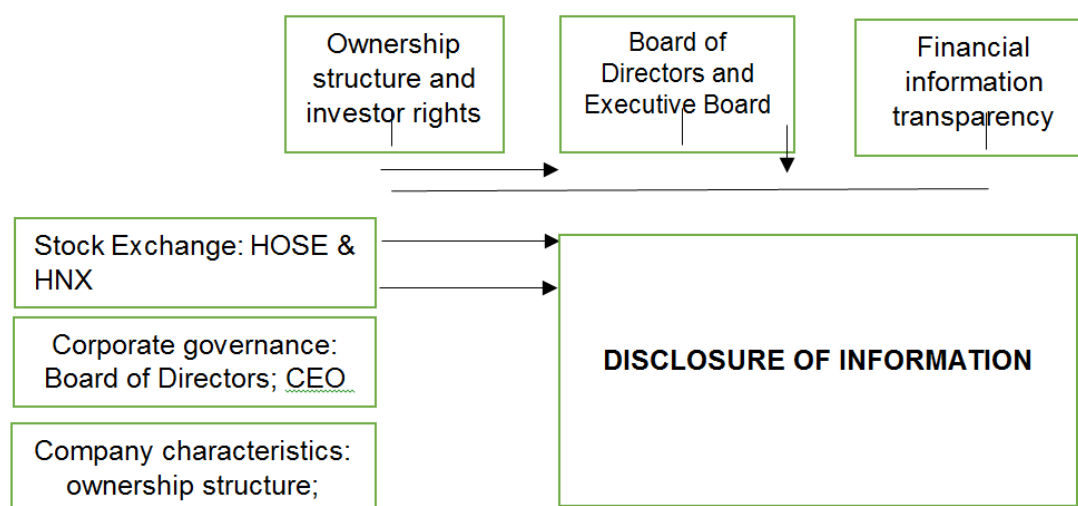 Ownership
structure and
investor rights
Board of
Directors and
Executive Board
Financial
information
transparency
Stock Exchange: HOSE &
HNX
Corporate governance:
Board of Directors; CEO
Company characteristics:
ownership structure;
DISCLOSURE OF INFORMATION